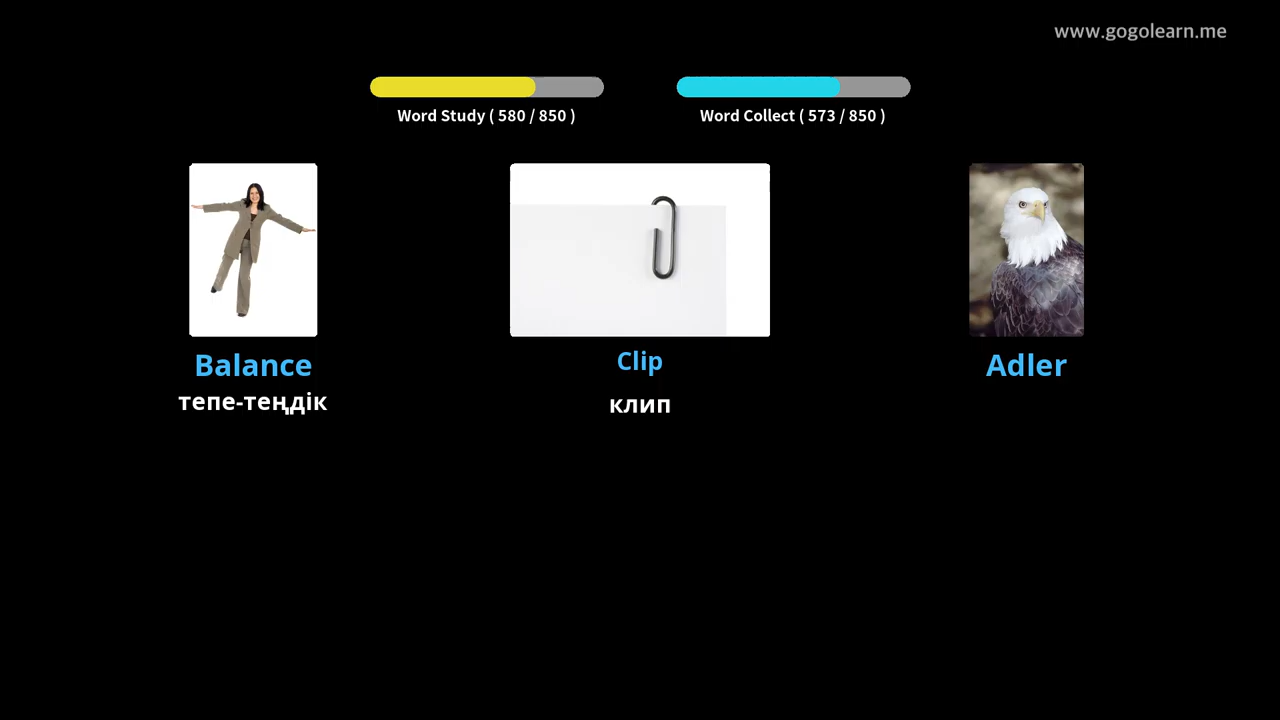 www.gogolearn.me
Word Study ( 580 / 850 )
Word Collect ( 573 / 850 )
Balance
тепе-теңдік
Clip
клип
Adler